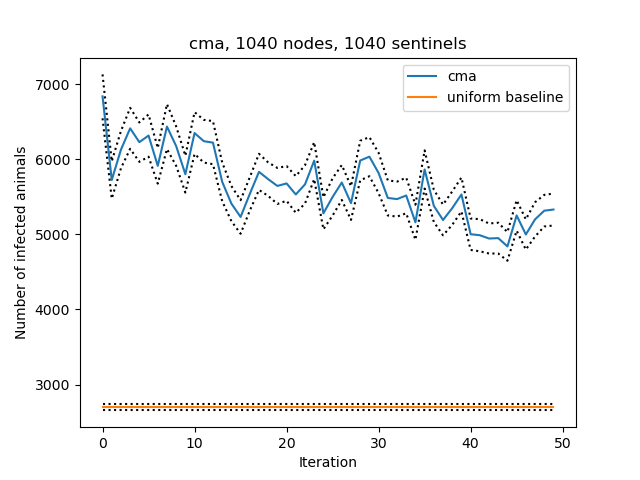 cma, 1040 nodes, 1040 sentinels
cma
uniform baseline
Number of infected animals
7000
6000
5000
4000
3000
0 10 20 30 40 50
Iteration